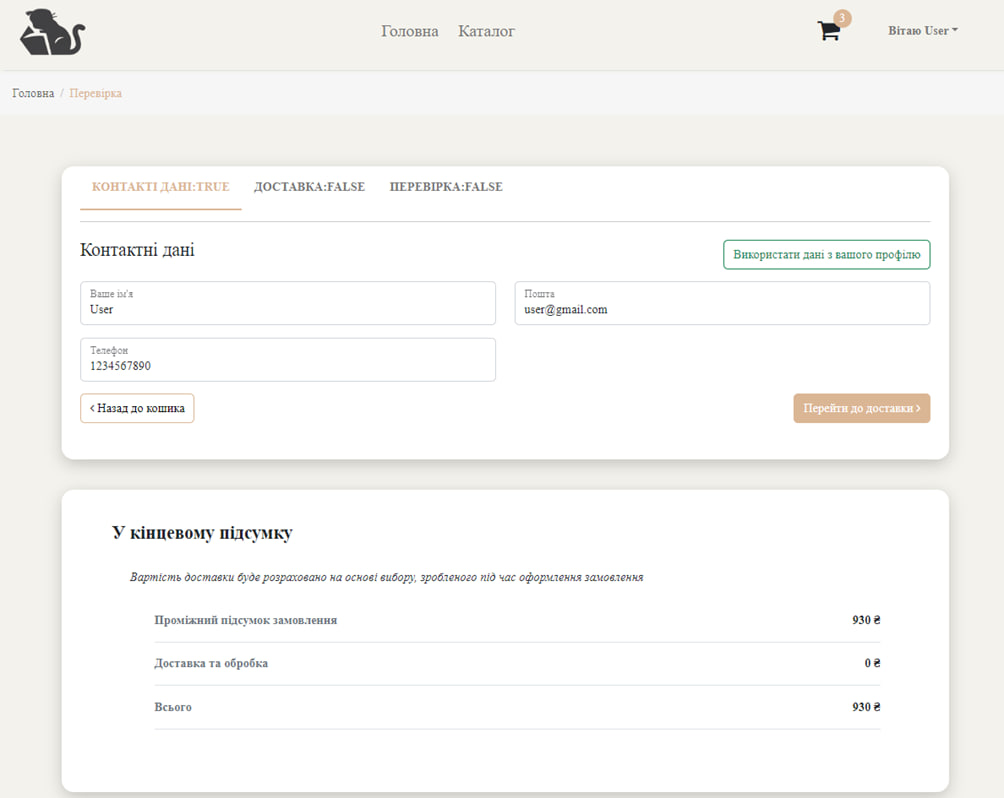 Головна Каталог 3 Вітаю User
Головна / Перевірка
КОНТАКТІ ДАНІ:TRUE ДОСТАВКА:FALSE ПЕРЕВІРКА:FALSE
Контактні дані
Використати дані з вашого профілю
Ваше ім'я
User
Пошта
user@gmail.com
Телефон
1234567890
‹ Назад до кошика
Перейти до доставки ›
У кінцевому підсумку
Вартість доставки буде розраховано на основі вибору, зробленого під час оформлення замовлення
Проміжний підсумок замовлення 930 ₴
Доставка та обробка 0 ₴
Всього 930 ₴